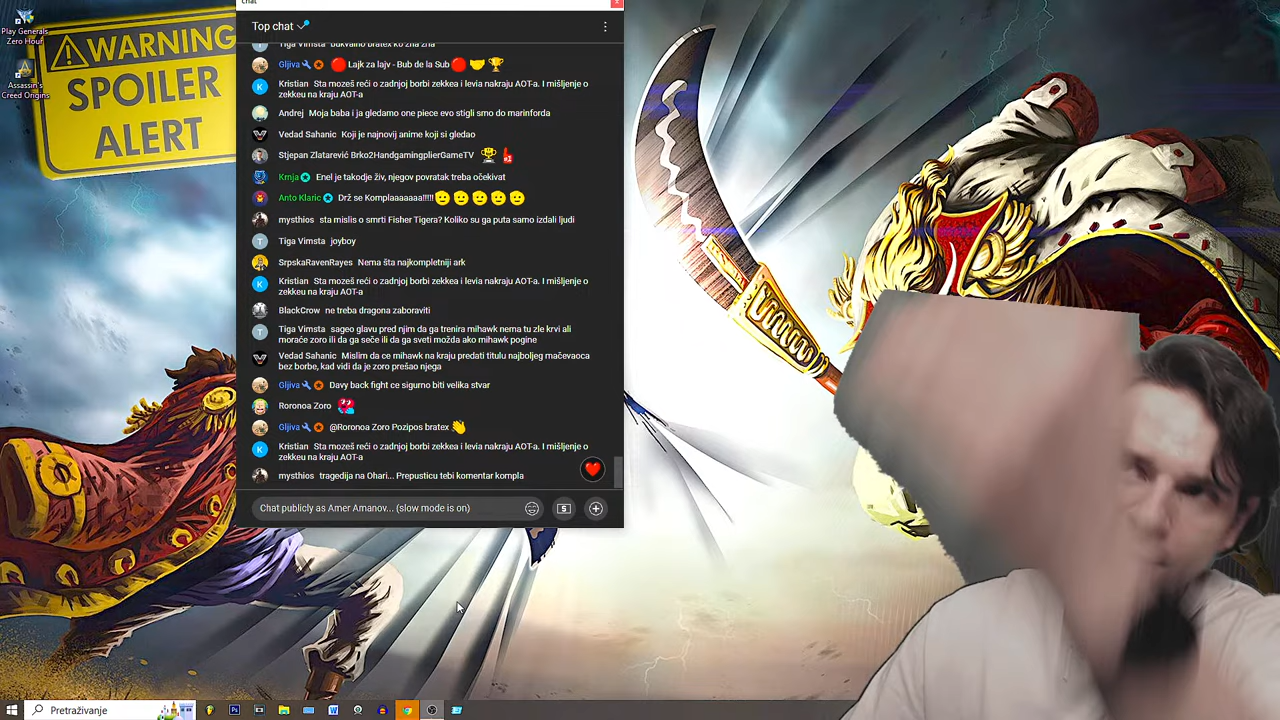 Play Generals
Zero Hour
Assassin's
Creed Origins
WARNING
SPOILER
ALERT
Chat
Top chat
Tiga Vimsta bukvalno bratex ko zna zna
Gljiva Lajk za lajv - Bub de la Sub
Kristian Sta mozeš reći o zadnjoj borbi zekkea i levia nakraju AOT-a. I mišljenje o
zekkeu na kraju AOT-a
Andrej Moja baba i ja gledamo one piece evo stigli smo do marinforda
Vedad Sahanic Koji je najnovij anime koji si gledao
Stjepan Zlatarević Brko2HandgamingplierGameTV
#1
Krnja Enel je takodje živ, njegov povratak treba očekivat
Anto Klaric Drž se Komplaaaaaaa!!!!!
mysthios sta mislis o smrti Fisher Tigera? Koliko su ga puta samo izdali ljudi
Tiga Vimsta joyboy
SrpskaRavenRayes Nema šta najkompletniji ark
Kristian Sta mozeš reći o zadnjoj borbi zekkea i levia nakraju AOT-a. I mišljenje o
zekkeu na kraju AOT-a
BlackCrow ne treba dragona zaboraviti
Tiga Vimsta sageo glavu pred njim da ga trenira mihawk nema tu zle krvi ali
moraće zoro ili da ga seče ili da ga sveti možda ako mihawk pogine
Vedad Sahanic Mislim da ce mihawk na kraju predati titulu najboljeg mačevaoca
bez borbe, kad vidi da je zoro prešao njega
Gljiva Davy back fight ce sigurno biti velika stvar
Roronoa Zoro
Gljiva @Roronoa Zoro Pozipos bratex
Kristian Sta mozeš reći o zadnjoj borbi zekkea i levia nakraju AOT-a. I mišljenje o
zekkeu na kraju AOT-a
mysthios tragedija na Ohari... Prepusticu tebi komentar kompla
Chat publicly as Amer Amanov... (slow mode is on)
Pretraživanje